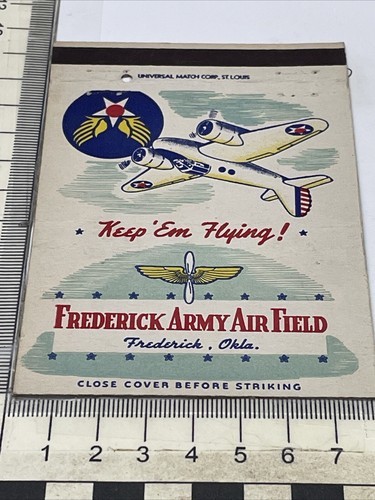 UNIVERSAL MATCH CORP., ST. LOUIS
Keep 'Em Flying!
FREDERICK ARMY AIR FIELD
Frederick, Okla.
CLOSE COVER BEFORE STRIKING
1 2 3 4 5 6 7